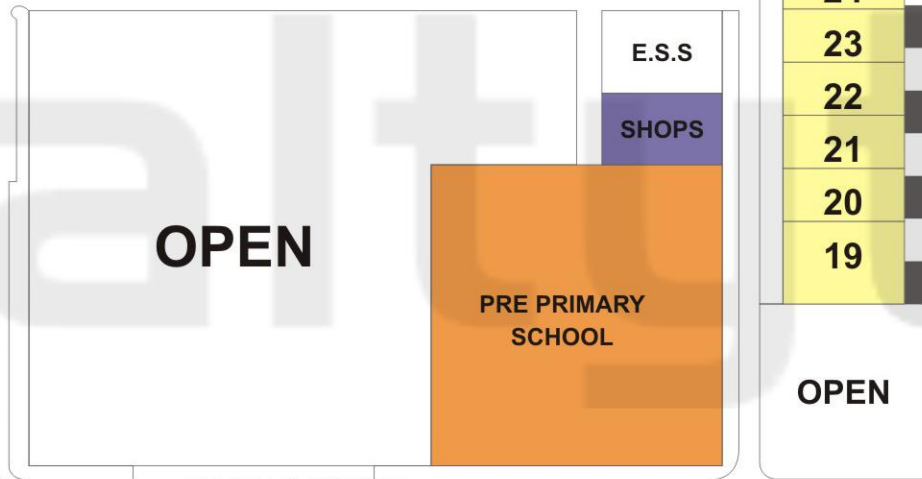 E.S.S
SHOPS
OPEN
PRE PRIMARY
SCHOOL
23
22
21
20
19
OPEN